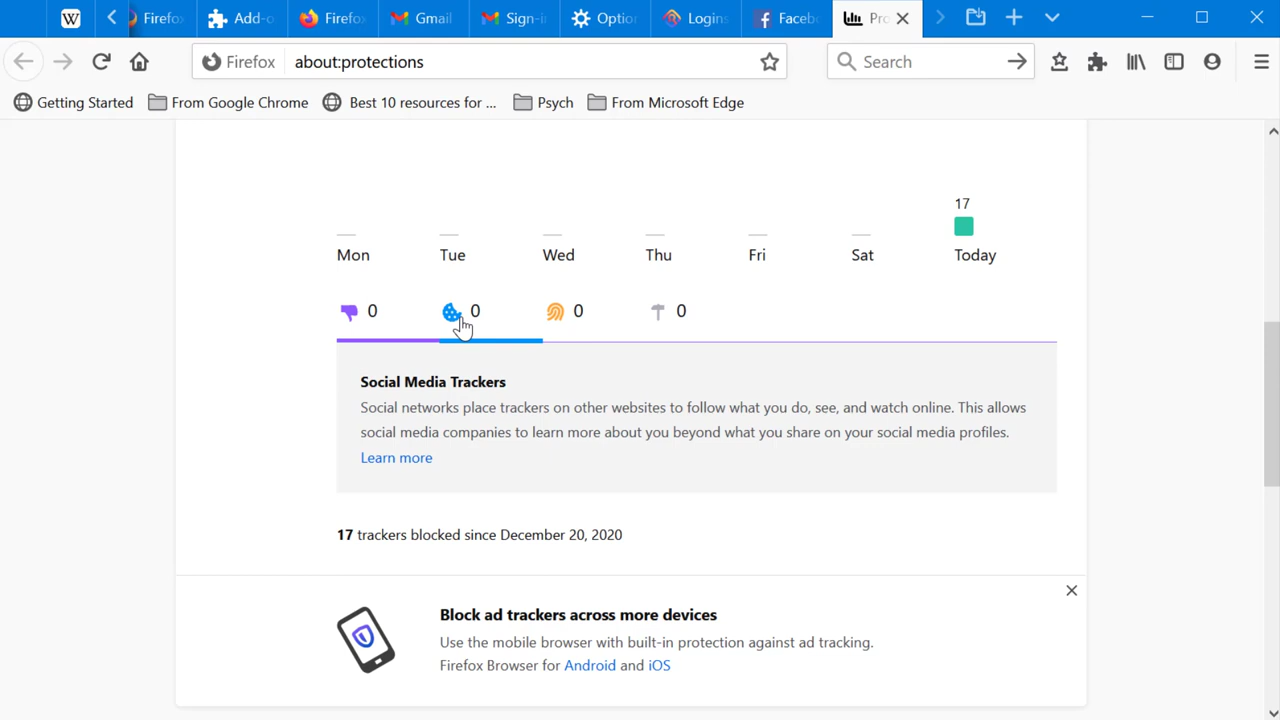 W
Firefox
Add-o
Firefo
Gmail
Sign-i
Optio
Logins
Faceb
Pro
Firefox
about:protections
Search
Getting Started
From Google Chrome
Best 10 resources for ...
Psych
From Microsoft Edge
17
Mon
Tue
Wed
Thu
Fri
Sat
Today
0
0
0
0
Social Media Trackers
Social networks place trackers on other websites to follow what you do, see, and watch online. This allows
social media companies to learn more about you beyond what you share on your social media profiles.
Learn more
17 trackers blocked since December 20, 2020
Block ad trackers across more devices
Use the mobile browser with built-in protection against ad tracking.
Firefox Browser for Android and iOS